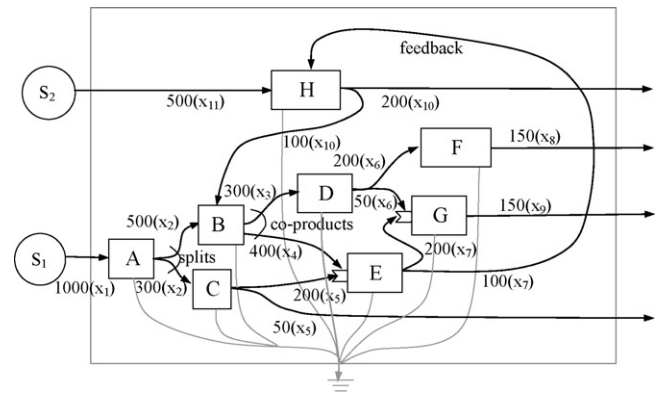 feedback
S2
H
500(x11)
200(x10)
100(x10)
F
150(x8)
200(x6)
300(x3)
D
50(x6)
G
150(x9)
B
co-products
500(x2)
400(x4)
200(x7)
S1
A
splits
E
1000(x1)
300(x2)
C
200(x5)
100(x7)
50(x5)